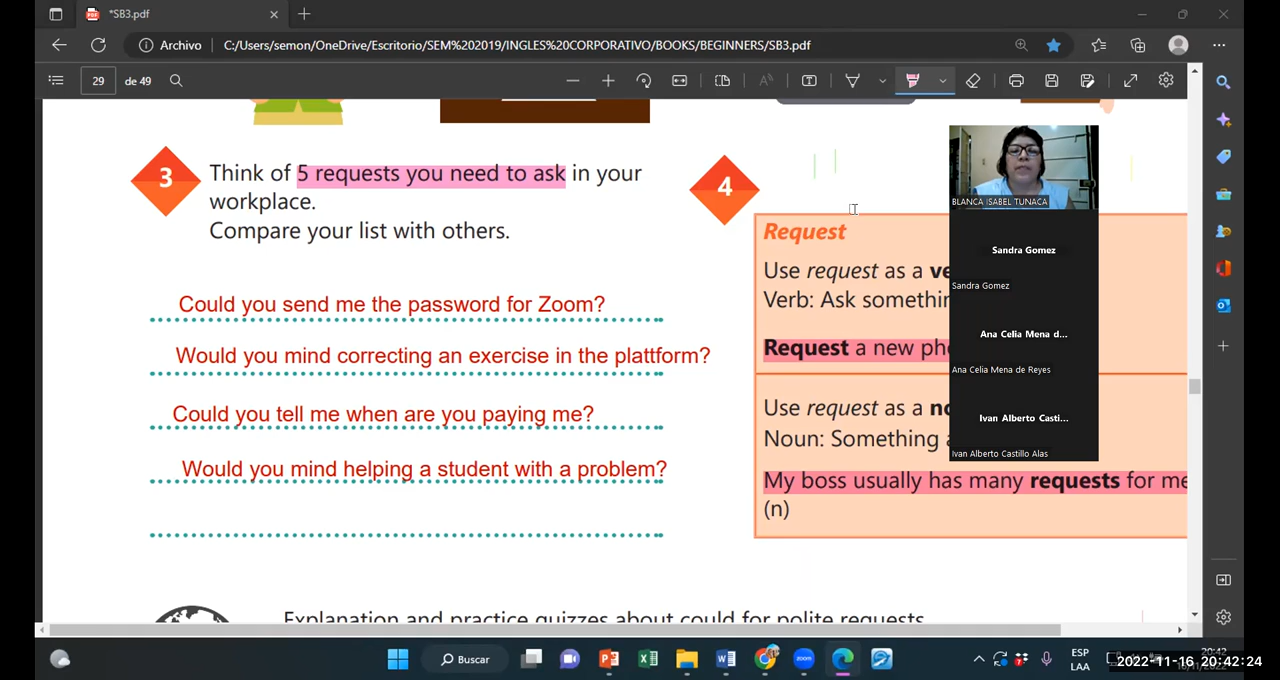 *SB3.pdf
Archivo
C:/Users/semon/OneDrive/Escritorio/SEM%202019/INGLES%20CORPORATIVO/BOOKS/BEGINNERS/SB3.pdf
29 de 49
3
Think of 5 requests you need to ask in your
workplace.
Compare your list with others.
Could you send me the password for Zoom?
Would you mind correcting an exercise in the plattform?
Could you tell me when are you paying me?
Would you mind helping a student with a problem?
4
Request
Use request as a
Verb: Ask
Request a new
Use request as a
Noun: Something
My boss usually has many requests for me
(n)
BLANCA ISABEL TUNACA
Sandra Gomez
Sandra Gomez
Ana Celia Mena d...
Ana Celia Mena de Reyes
Ivan Alberto Casti...
Ivan Alberto Castillo Alas
Explanation and practice quizzes about could for polite requests
Buscar
zoom
ESP
LAA
20:42
2022-11-16 20:42:24